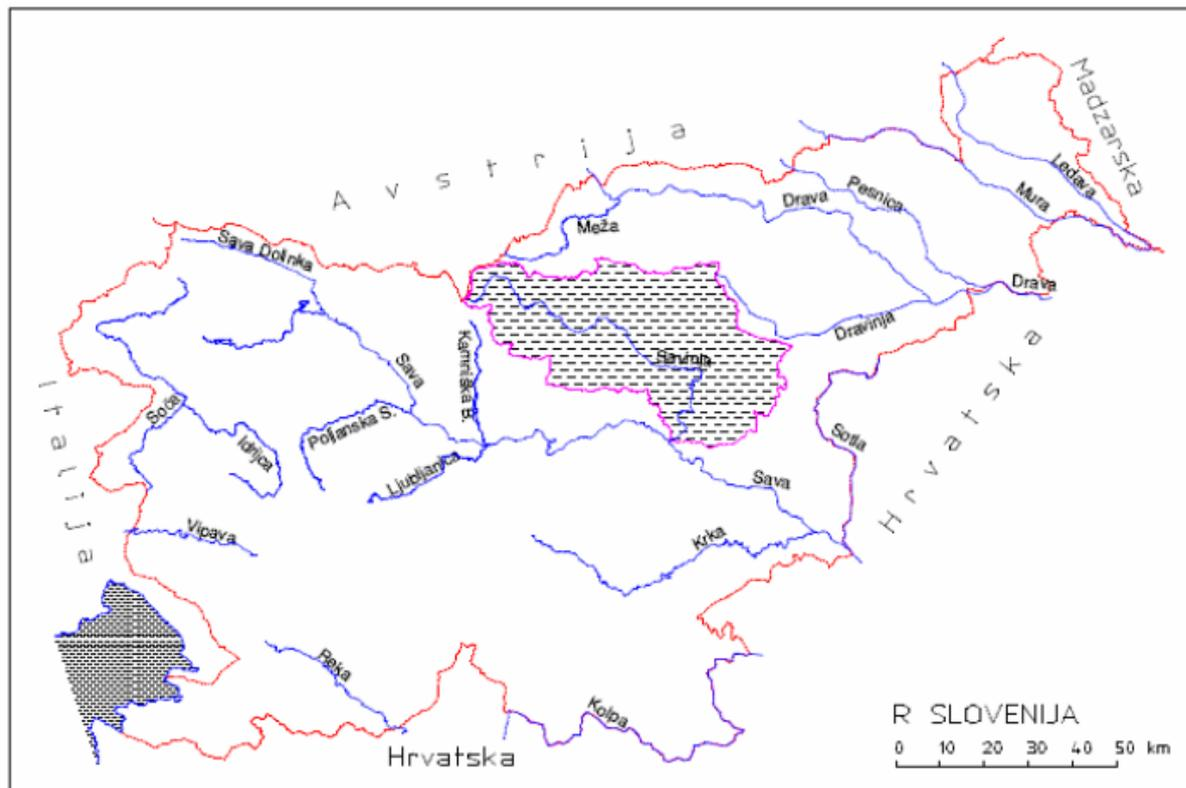 Avstrija
Madzarska
Ledava
Mura
Pesnica
Drava
Meža
Sava Dolinka
Drava
Dravinja
Savinja
Kamniška B.
Sava
Hrvatska
Italija
Soča
Idrijca
Poljanska S.
Ljubljanica
Sotla
Sava
Vipava
Krka
Reka
Kolpa
Hrvatska
R SLOVENIJA
0 10 20 30 40 50 km